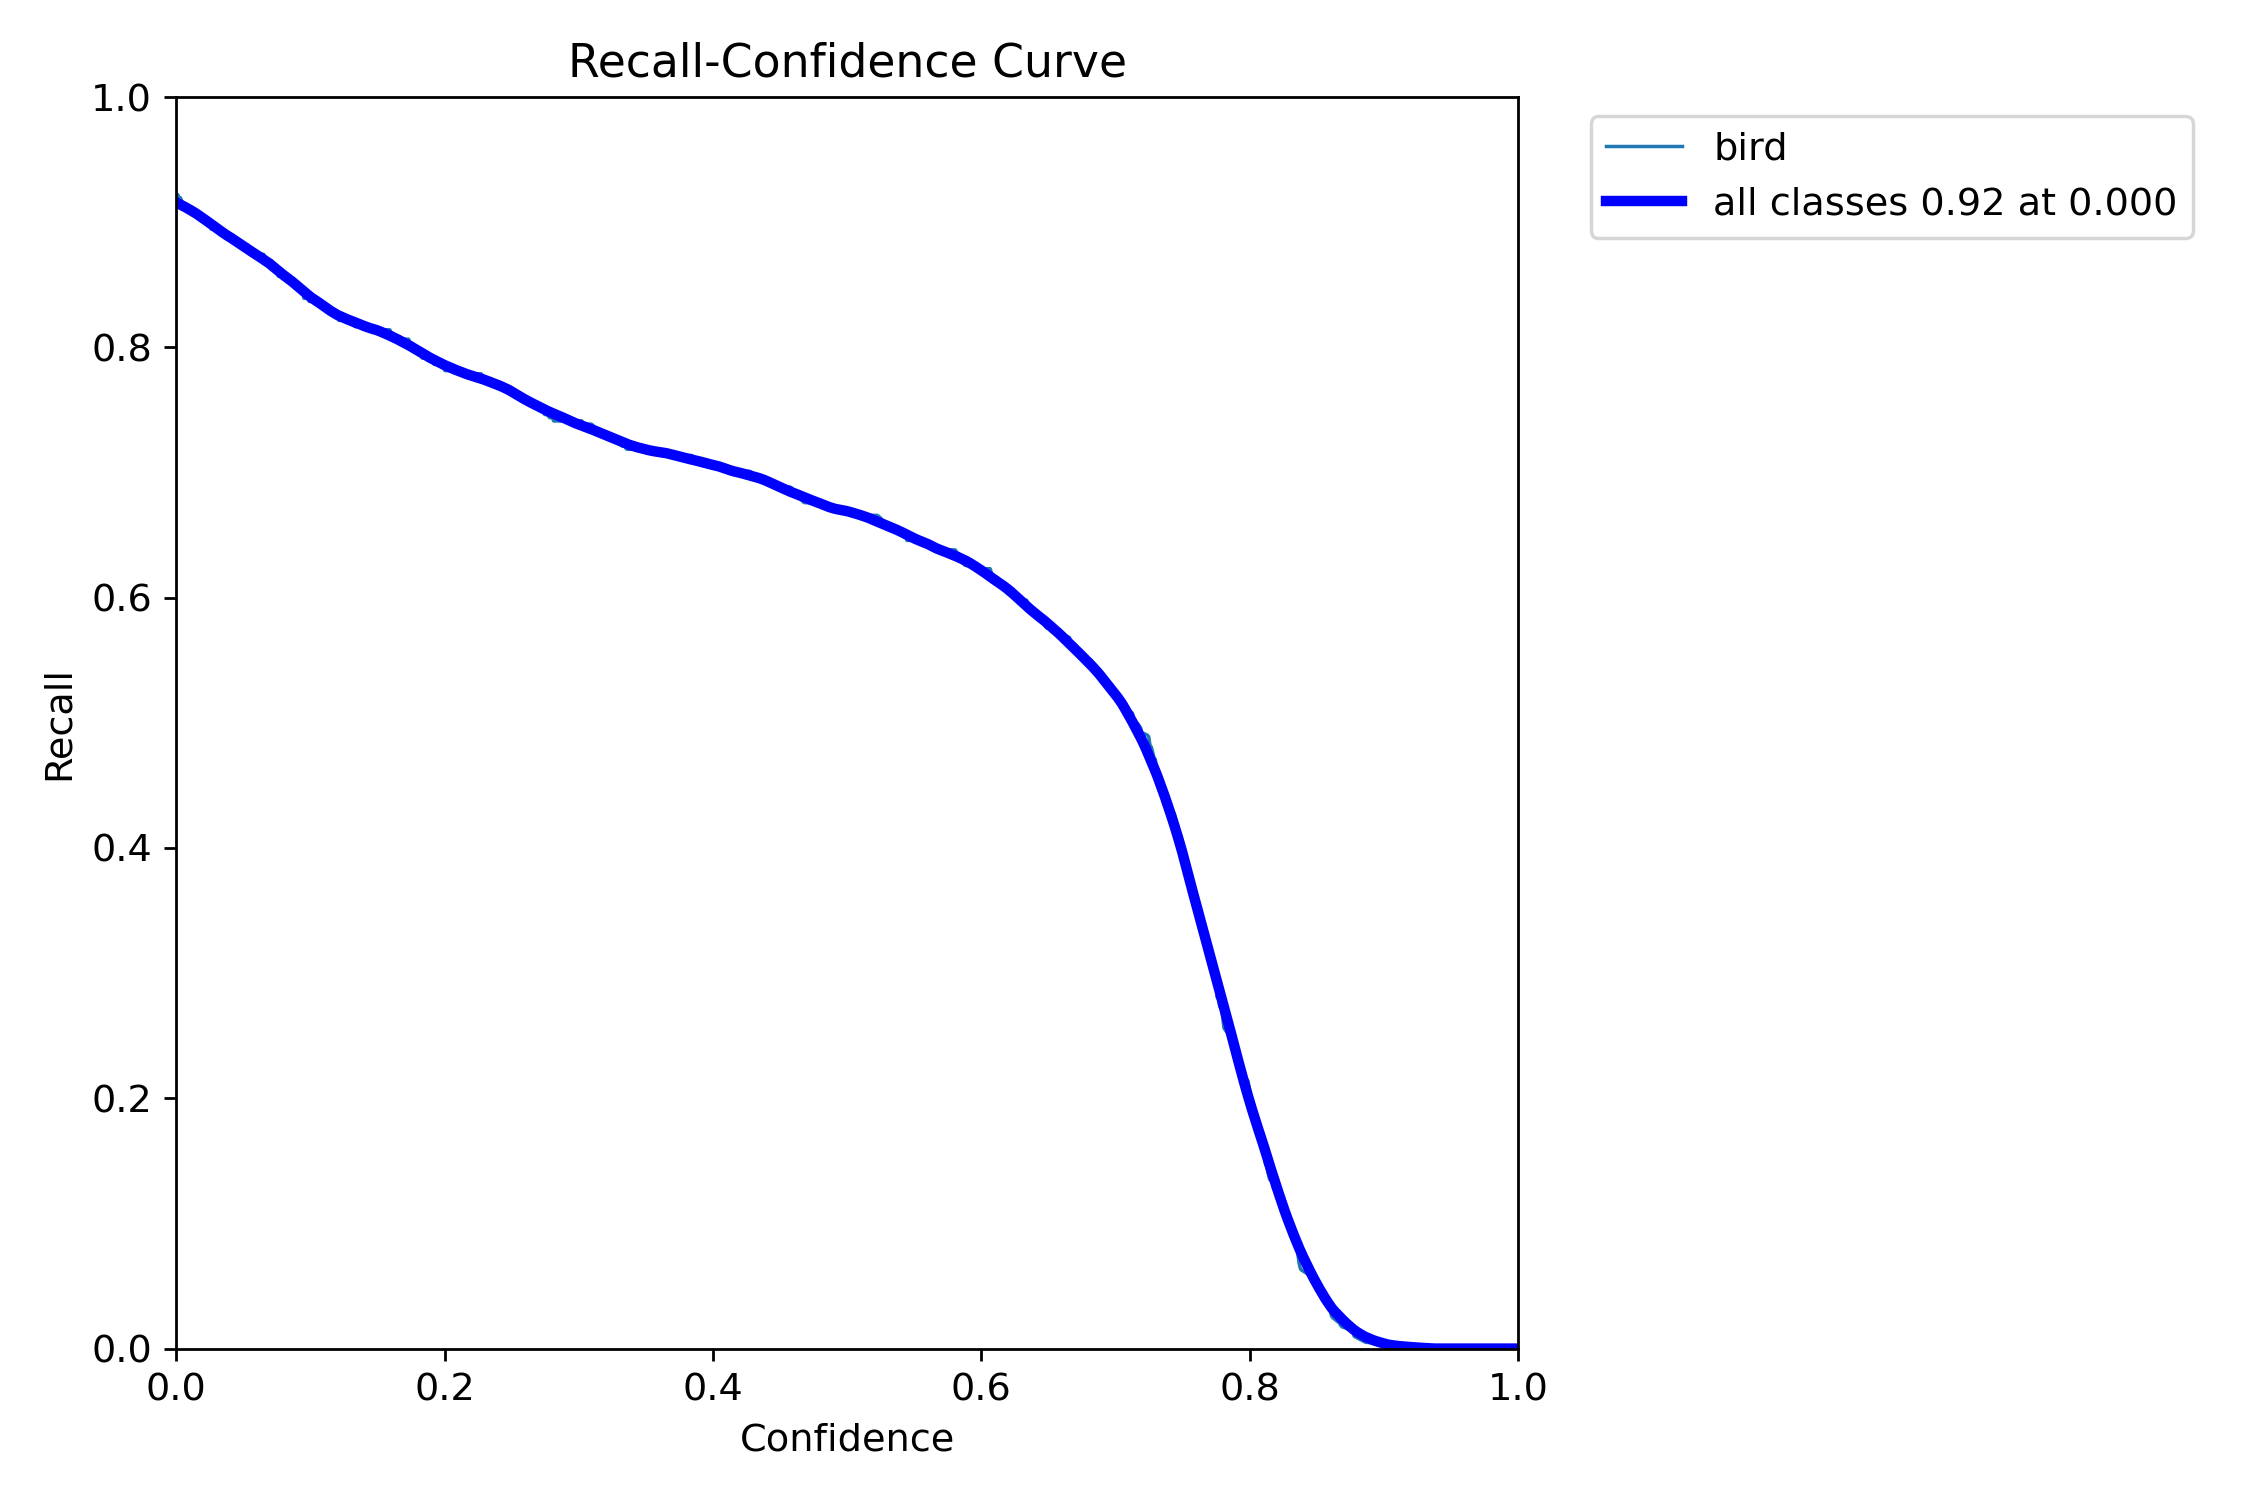 Recall-Confidence Curve
1.0
0.8
0.6
0.4
0.2
0.0
Recall
0.0 0.2 0.4 0.6 0.8 1.0
Confidence
bird
all classes 0.92 at 0.000